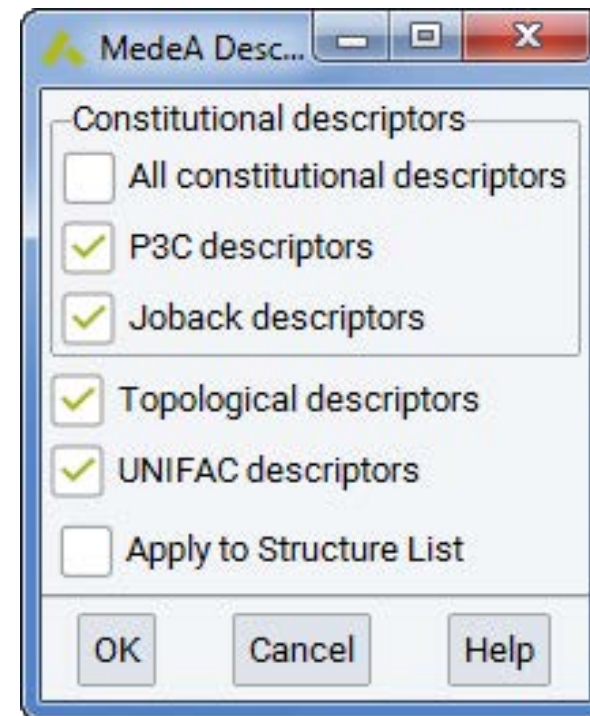 MedeA Desc...
Constitutional descriptors
All constitutional descriptors
P3C descriptors
Joback descriptors
Topological descriptors
UNIFAC descriptors
Apply to Structure List
OK Cancel Help